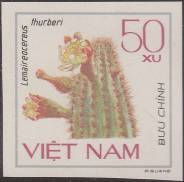 Lemaireocereus
thurberi
50
XU
BƯU CHÍNH
VIỆT NAM